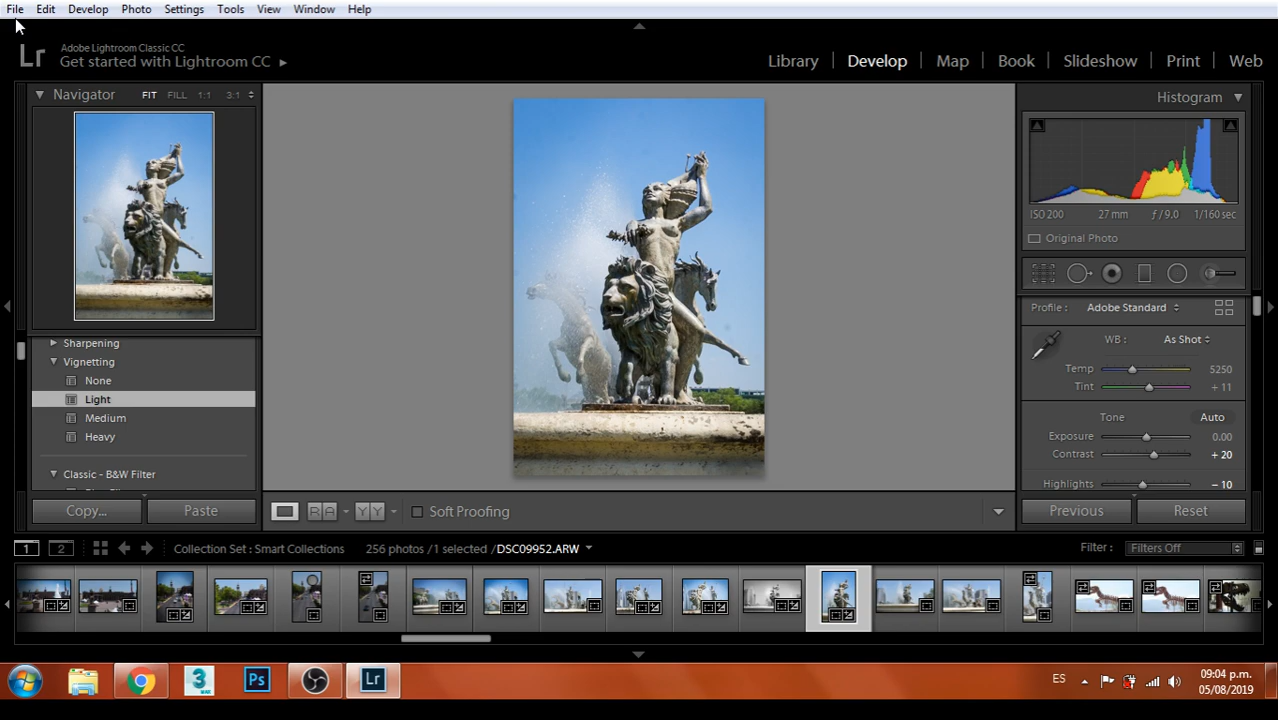 File Edit Develop Photo Settings Tools View Window Help
Lr
Adobe Lightroom Classic CC
Get started with Lightroom CC
Library Develop Map Book Slideshow Print Web
Navigator FIT FILL 1:1 3:1
Histogram
ISO 200 27 mm ƒ / 9.0 1/160 sec
Original Photo
Profile : Adobe Standard
WB : As Shot
Temp 5250
Tint + 11
Tone Auto
Exposure 0.00
Contrast + 20
Highlights − 10
Sharpening
Vignetting
None
Light
Medium
Heavy
Classic - B&W Filter
Copy... Paste
R A Y Y Soft Proofing
Previous Reset
1 2 Collection Set : Smart Collections 256 photos / 1 selected / DSC09952.ARW
Filter : Filters Off
3 Ps Lr
ES 09:04 p.m.
05/08/2019